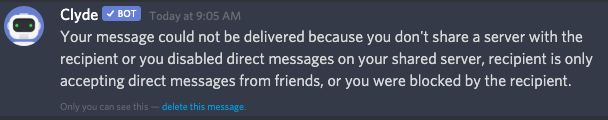 Clyde ✓ BOT Today at 9:05 AM
Your message could not be delivered because you don't share a server with the
recipient or you disabled direct messages on your shared server, recipient is only
accepting direct messages from friends, or you were blocked by the recipient.
Only you can see this — delete this message.